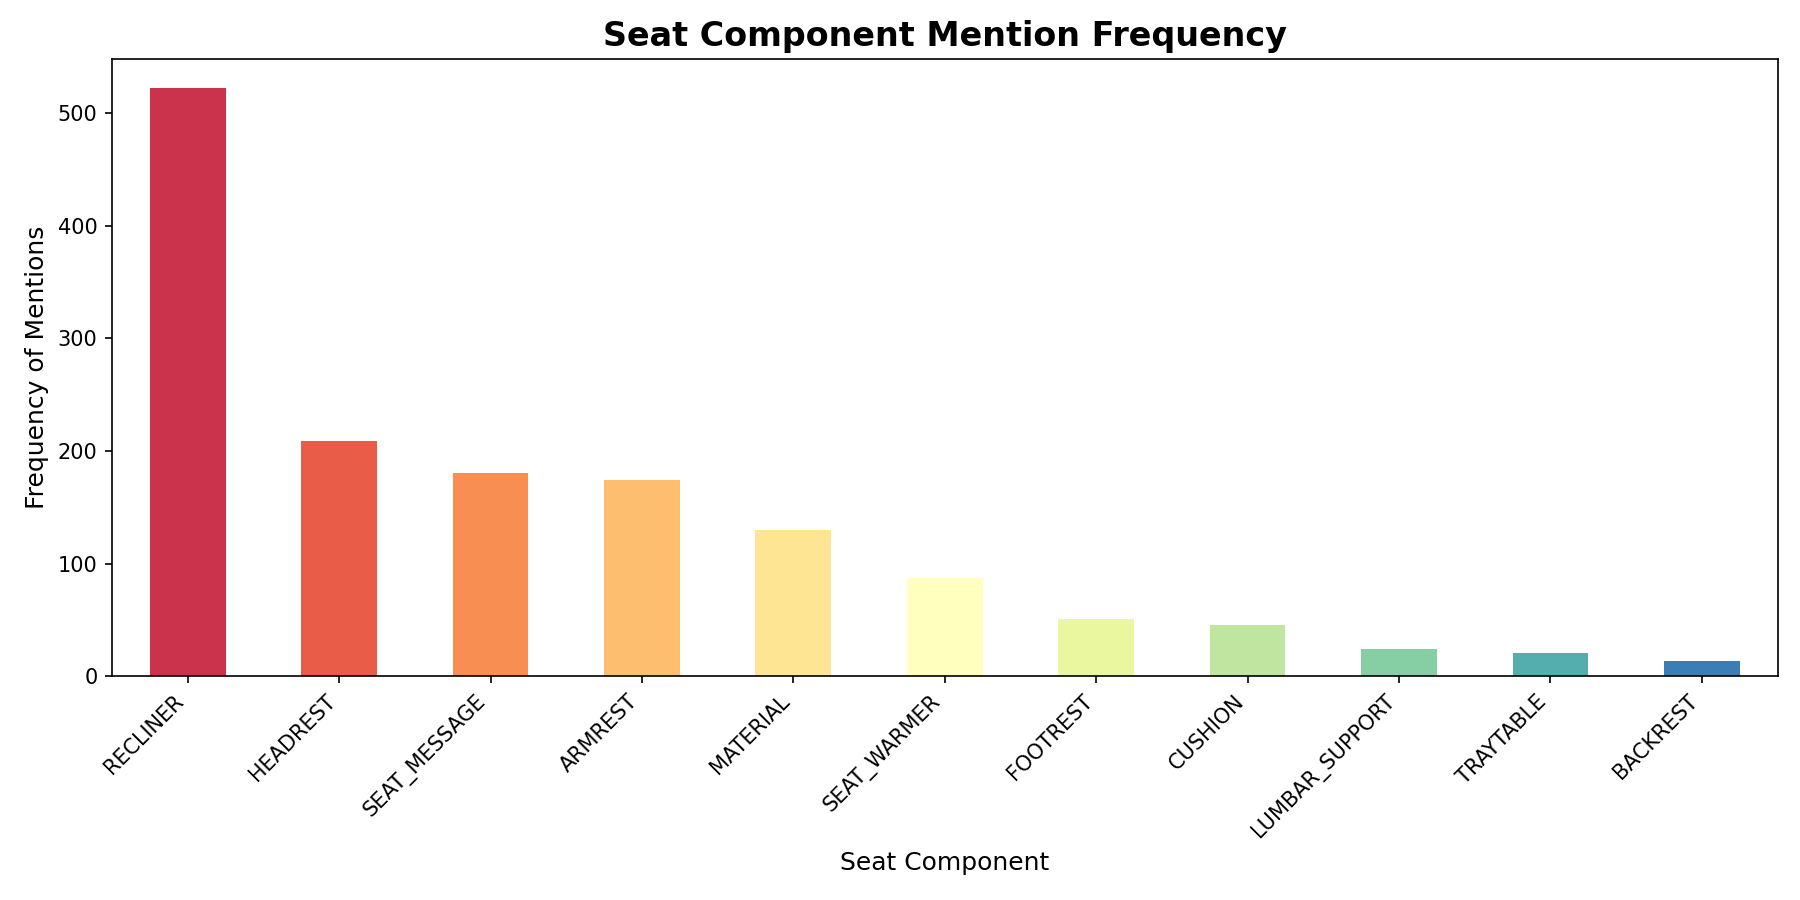 Seat Component Mention Frequency
Frequency of Mentions
500
400
300
200
100
0
RECLINER
HEADREST
SEAT_MESSAGE
ARMREST
MATERIAL
SEAT_WARMER
FOOTREST
CUSHION
LUMBAR_SUPPORT
TRAYTABLE
BACKREST
Seat Component